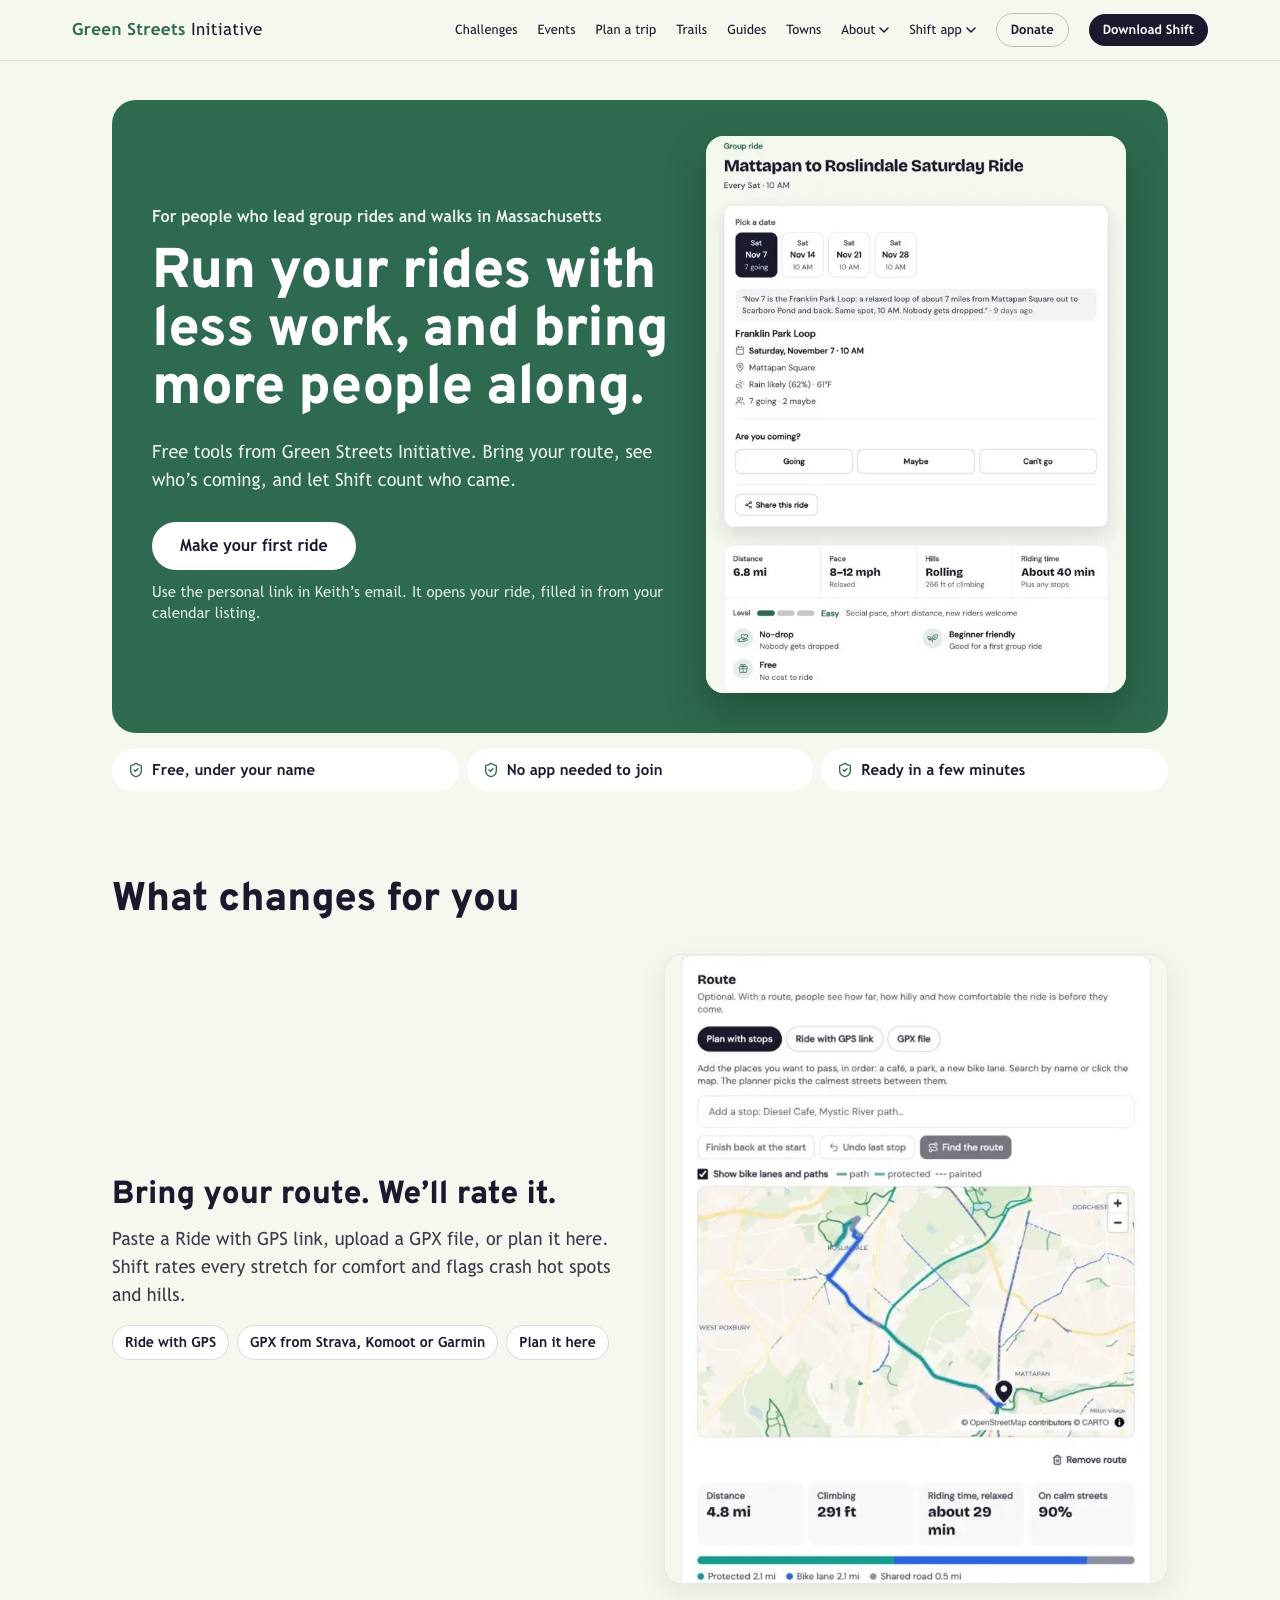 Green Streets Initiative
Challenges Events Plan a trip Trails Guides Towns About Shift app Donate Download Shift
For people who lead group rides and walks in Massachusetts
Run your rides with
less work, and bring
more people along.
Free tools from Green Streets Initiative. Bring your route, see
who’s coming, and let Shift count who came.
Make your first ride
Use the personal link in Keith’s email. It opens your ride, filled in from your
calendar listing.
Group ride
Mattapan to Roslindale Saturday Ride
Every Sat · 10 AM
Pick a date
Sat Sat Sat Sat
Nov 7 Nov 14 Nov 21 Nov 28
7 going 10 AM 10 AM 10 AM
“Nov 7 is the Franklin Park Loop: a relaxed loop of about 7 miles from Mattapan Square out to
Scarboro Pond and back. Same spot, 10 AM. Nobody gets dropped.” · 9 days ago
Franklin Park Loop
Saturday, November 7 · 10 AM
Mattapan Square
Rain likely (62%) · 61°F
7 going · 2 maybe
Are you coming?
Going Maybe Can't go
Share this ride
Distance Pace Hills Riding time
6.8 mi 8–12 mph Rolling About 40 min
Relaxed 266 ft of climbing Plus any stops
Level Easy Social pace, short distance, new riders welcome
No-drop Beginner friendly
Nobody gets dropped Good for a first group ride
Free
No cost to ride
Free, under your name No app needed to join Ready in a few minutes
What changes for you
Bring your route. We’ll rate it.
Paste a Ride with GPS link, upload a GPX file, or plan it here.
Shift rates every stretch for comfort and flags crash hot spots
and hills.
Ride with GPS GPX from Strava, Komoot or Garmin Plan it here
Route
Optional. With a route, people see how far, how hilly and how comfortable the ride is before they
come.
Plan with stops Ride with GPS link GPX file
Add the places you want to pass, in order: a café, a park, a new bike lane. Search by name or click the
map. The planner picks the calmest streets between them.
Add a stop: Diesel Cafe, Mystic River path...
Finish back at the start Undo last stop Find the route
Show bike lanes and paths path protected painted
DORCHEST
ROSLINDALE
WEST ROXBURY
MATTAPAN
Milton Village
© OpenStreetMap contributors © CARTO
Remove route
Distance Climbing Riding time, relaxed On calm streets
4.8 mi 291 ft about 29 90%
min
Protected 2.1 mi Bike lane 2.1 mi Shared road 0.5 mi